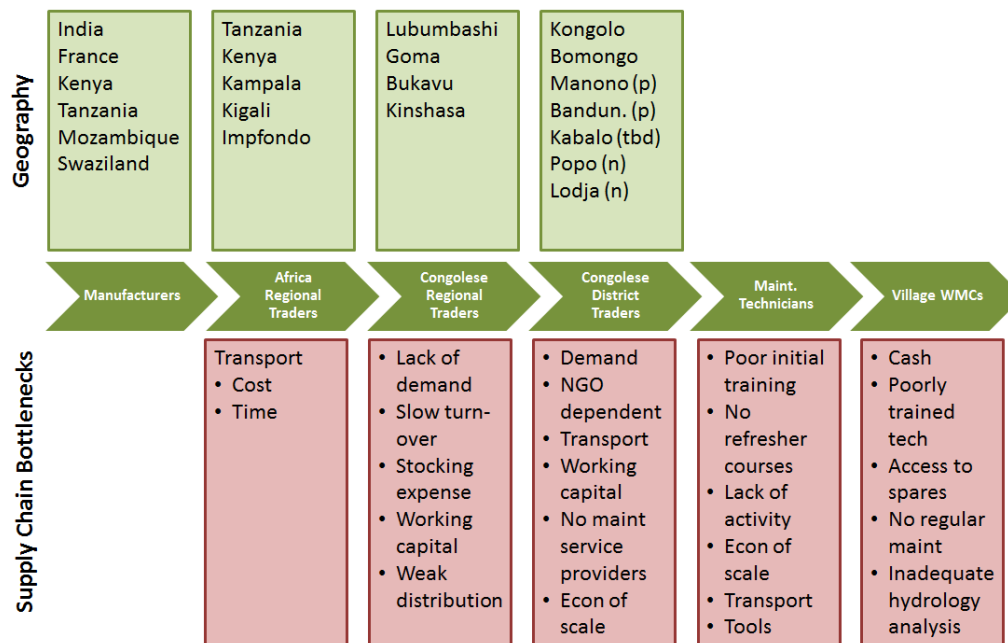 Geography
India
France
Kenya
Tanzania
Mozambique
Swaziland
Tanzania
Kenya
Kampala
Kigali
Impfondo
Lubumbashi
Goma
Bukavu
Kinshasa
Kongolo
Bomongo
Manono (p)
Bandun. (p)
Kabalo (tbd)
Popo (n)
Lodja (n)
Manufacturers
Africa
Regional
Traders
Congolese
Regional
Traders
Congolese
District
Traders
Maint.
Technicians
Village WMCs
Supply Chain Bottlenecks
Transport
• Cost
• Time
• Lack of
demand
• Slow turn-
over
• Stocking
expense
• Working
capital
• Weak
distribution
• Demand
• NGO
dependent
• Transport
• Working
capital
• No maint
service
providers
• Econ of
scale
• Poor initial
training
• No
refresher
courses
• Lack of
activity
• Econ of
scale
• Transport
• Tools
• Cash
• Poorly
trained
tech
• Access to
spares
• No regular
maint
• Inadequate
hydrology
analysis